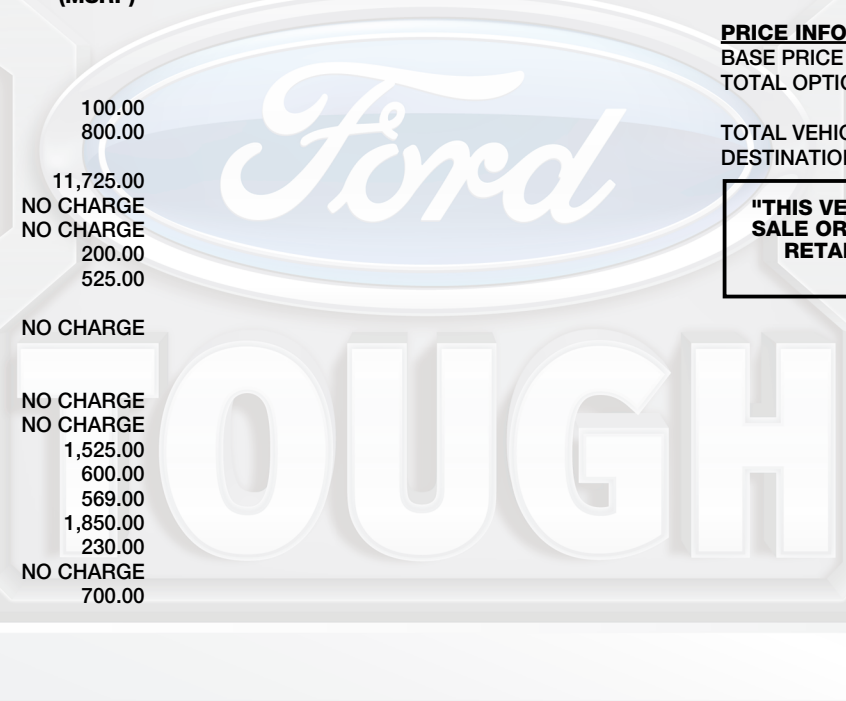 (MSRP)
100.00
800.00
11,725.00
NO CHARGE
NO CHARGE
200.00
525.00
NO CHARGE
NO CHARGE
NO CHARGE
1,525.00
600.00
569.00
1,850.00
230.00
NO CHARGE
700.00
PRICE INFO
BASE PRICE
TOTAL OPTIO
TOTAL VEHIC
DESTINATION
"THIS VE
SALE OR
RETAI
Ford
TOUGH